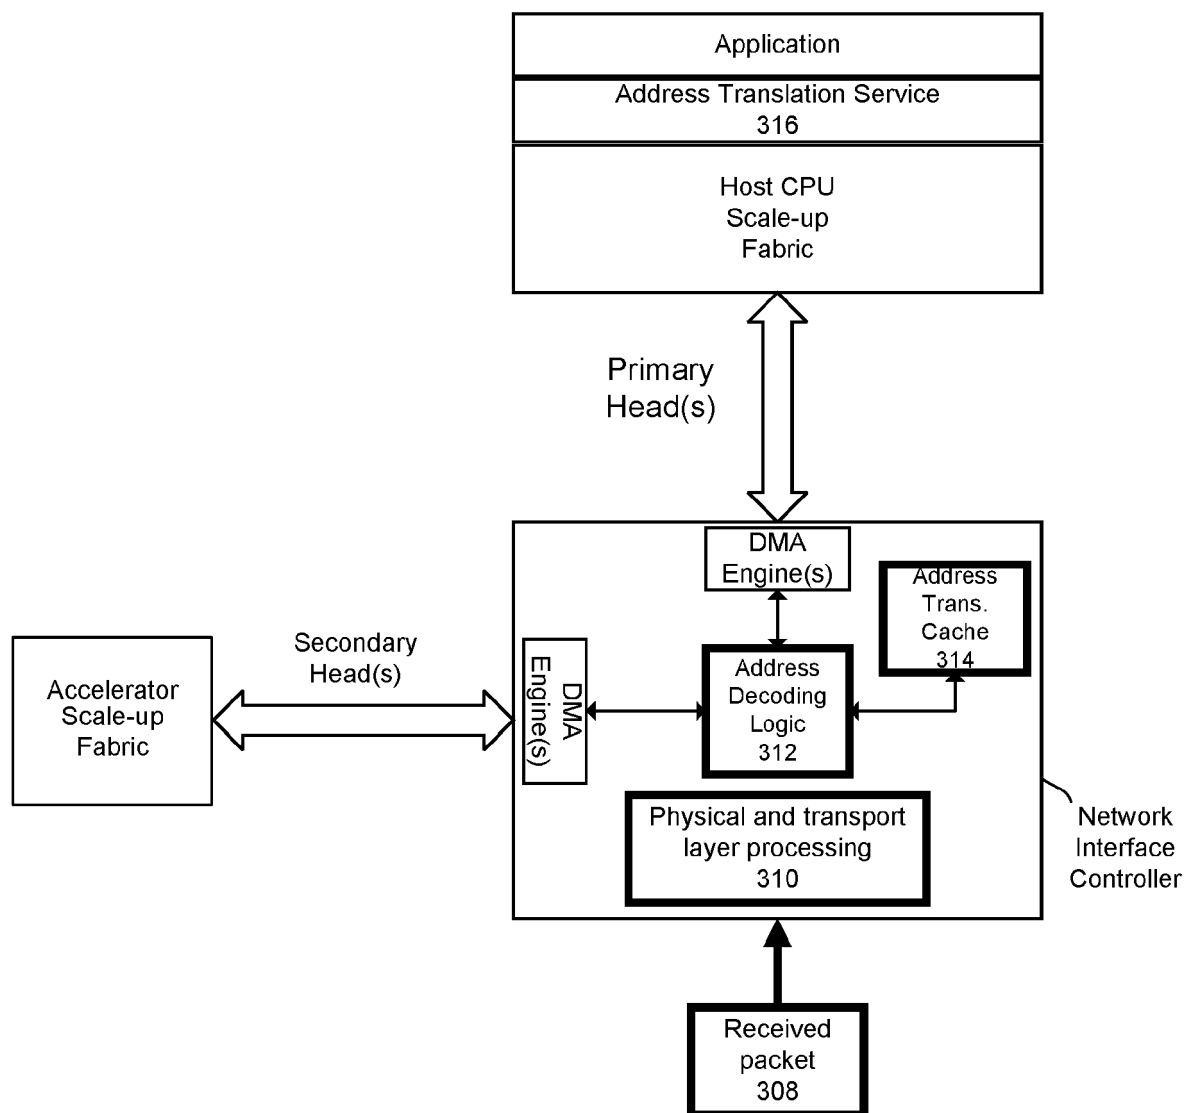 Application
Address Translation Service
316
Host CPU
Scale-up
Fabric
Primary
Head(s)
DMA
Engine(s)
Address
Trans.
Cache
314
Secondary
Head(s)
Accelerator
Scale-up
Fabric
DMA
Engine(s)
Address
Decoding
Logic
312
Physical and transport
layer processing
310
Network
Interface
Controller
Received
packet
308